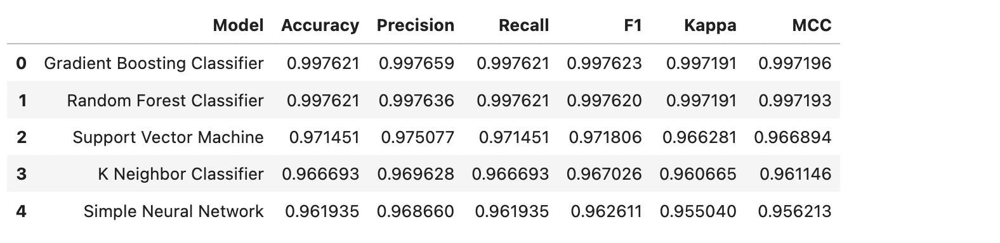 Model Accuracy Precision Recall F1 Kappa MCC
0 Gradient Boosting Classifier 0.997621 0.997659 0.997621 0.997623 0.997191 0.997196
1 Random Forest Classifier 0.997621 0.997636 0.997621 0.997620 0.997191 0.997193
2 Support Vector Machine 0.971451 0.975077 0.971451 0.971806 0.966281 0.966894
3 K Neighbor Classifier 0.966693 0.969628 0.966693 0.967026 0.960665 0.961146
4 Simple Neural Network 0.961935 0.968660 0.961935 0.962611 0.955040 0.956213